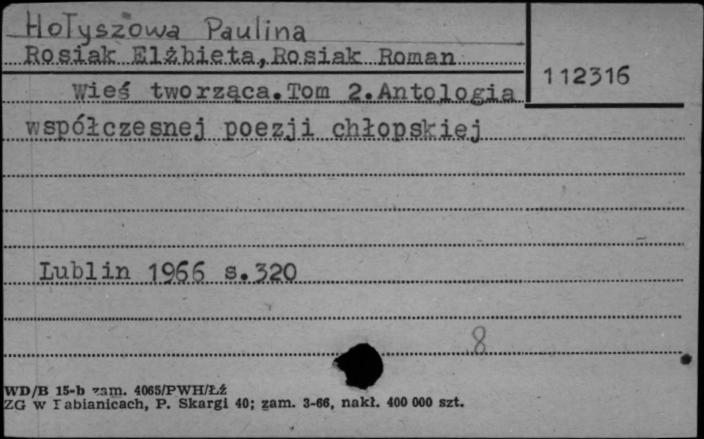 Hołyszowa Paulina
Rosiak Elżbieta,Rosiak Roman
112316
Wieś tworząca.Tom 2.Antologia
współczesnej poezji chłopskiej
Lublin 1966 s.320
8
WD/B 15-b zam. 4065/PWH/Łż
ZG w Pabianicach, P. Skargi 40; zam. 3-66, nakł. 400 000 szt.